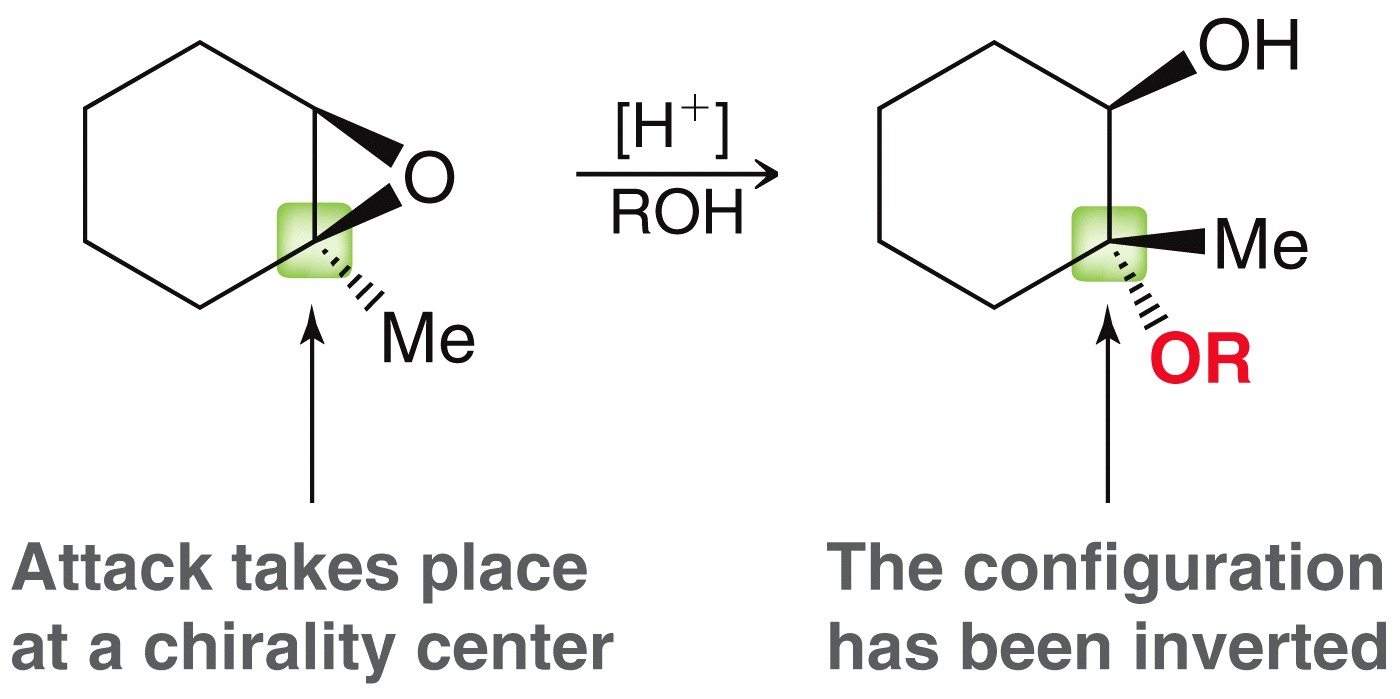 O
Me
[H+]
ROH
OH
Me
OR
Attack takes place
at a chirality center
The configuration
has been inverted